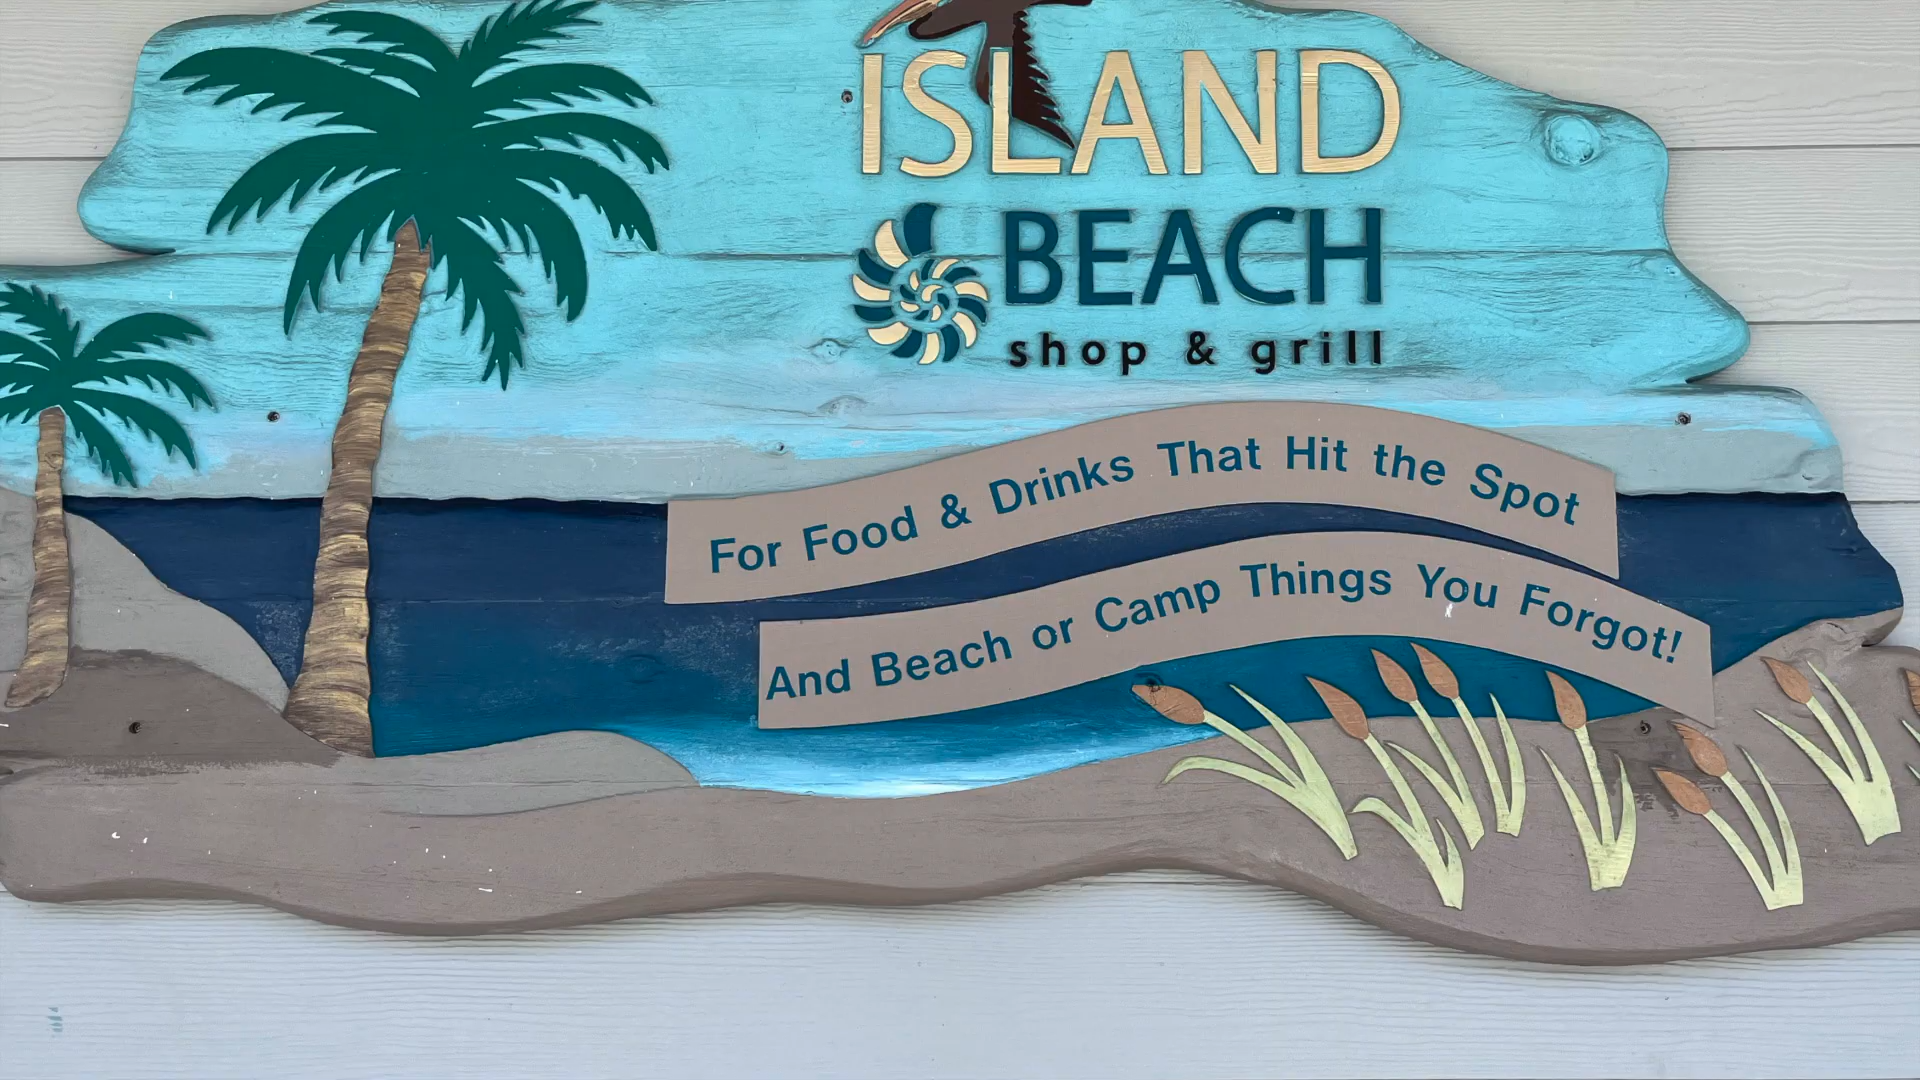 ISLAND
BEACH
shop & grill
For Food & Drinks That Hit the Spot
And Beach or Camp Things You Forgot!